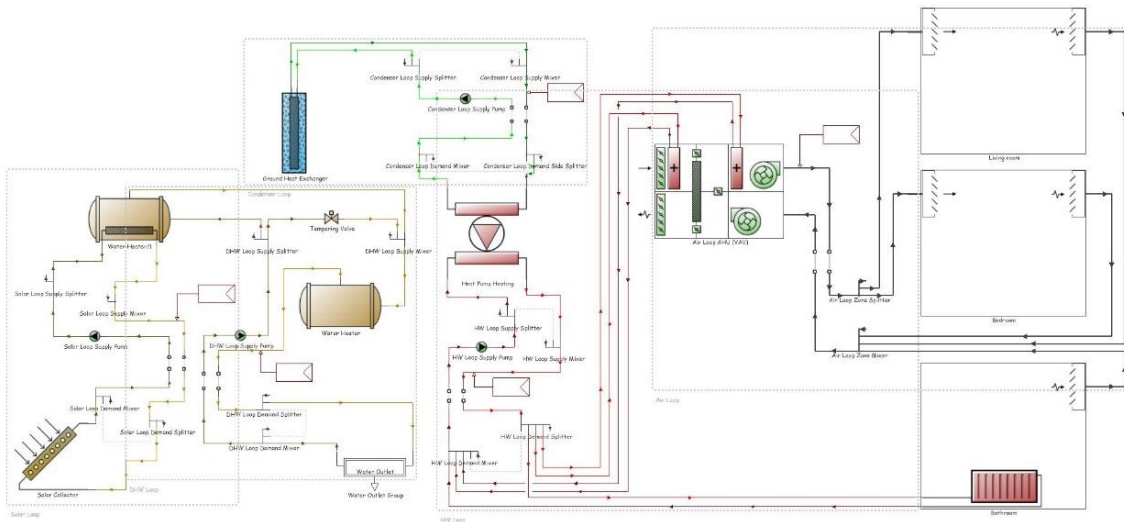 Living room
Condenser Loop Supply Splitter
Condenser Loop Supply Mixer
Condenser Loop Supply Pump
Condenser Loop Demand Mixer
Condenser Loop Demand Side Splitter
Ground Heat Exchanger
Condenser Loop
Water Heater
Tempering Valve
DHW Loop Supply Splitter
DHW Loop Supply Mixer
Air Loop AHU (VAV)
Solar Loop Supply Splitter
Solar Loop Supply Mixer
Heat Pump Heating
Air Loop Zone Splitter
Bedroom
Water Heater
HW Loop Supply Splitter
Solar Loop Supply Pump
DHW Loop Supply Pump
HW Loop Supply Pump
HW Loop Supply Mixer
Air Loop Zone Mixer
Air Loop
Solar Loop Demand Mixer
DHW Loop Demand Splitter
Solar Loop Demand Splitter
HW Loop Demand Splitter
DHW Loop Demand Mixer
HW Loop Demand Mixer
Water Outlet
Solar Collector
DHW Loop
Water Outlet Group
Bathroom
Solar Loop
HW Loop